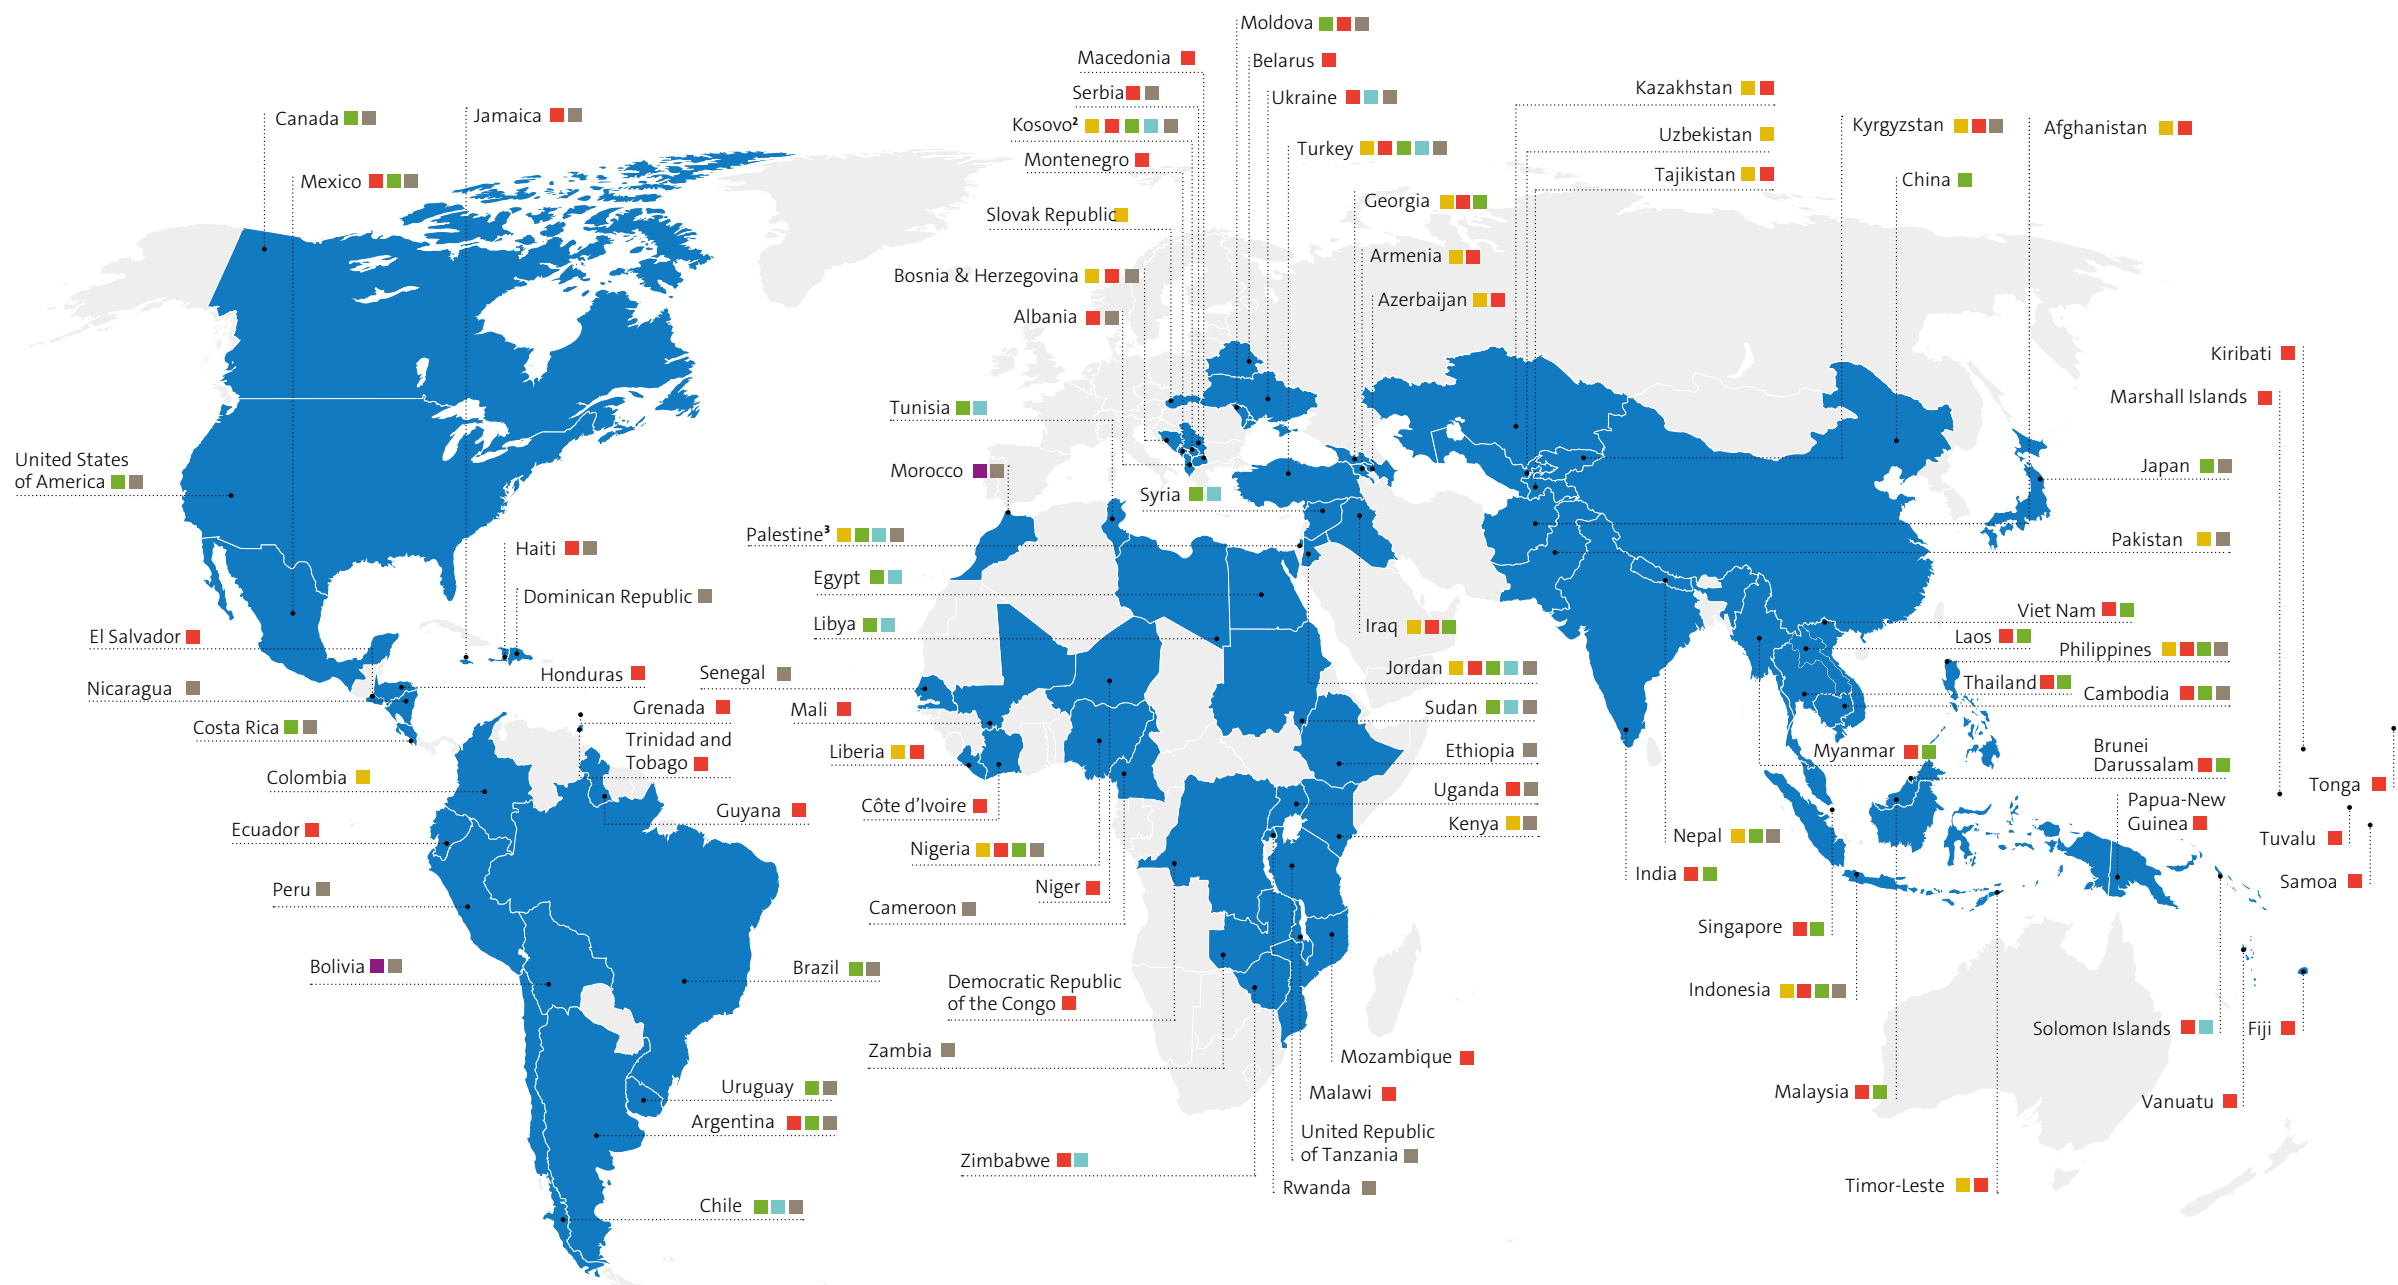 Moldova
Macedonia
Belarus
Serbia
Kazakhstan
Ukraine
Canada
Jamaica
Kosovo²
Uzbekistan
Kyrgyzstan
Afghanistan
Turkey
Montenegro
Tajikistan
China
Mexico
Georgia
Slovak Republic
Armenia
Bosnia & Herzegovina
Azerbaijan
Albania
Kiribati
Marshall Islands
Tunisia
United States
of America
Morocco
Japan
Syria
Palestine³
Pakistan
Haiti
Egypt
Dominican Republic
Viet Nam
Libya
Iraq
El Salvador
Laos
Philippines
Jordan
Honduras
Senegal
Thailand
Cambodia
Nicaragua
Grenada
Mali
Sudan
Costa Rica
Trinidad and
Tobago
Liberia
Ethiopia
Myanmar
Brunei
Darussalam
Colombia
Tonga
Uganda
Guyana
Côte d'Ivoire
Papua-New
Guinea
Ecuador
Kenya
Nepal
Tuvalu
Nigeria
India
Samoa
Peru
Niger
Cameroon
Singapore
Bolivia
Brazil
Democratic Republic
of the Congo
Indonesia
Solomon Islands
Fiji
Zambia
Mozambique
Uruguay
Malawi
Malaysia
Vanuatu
Argentina
United Republic
of Tanzania
Zimbabwe
Rwanda
Timor-Leste
Chile